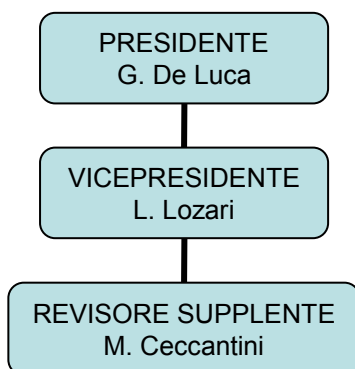 PRESIDENTE
G. De Luca
VICEPRESIDENTE
L. Lozari
REVISORE SUPPLENTE
M. Ceccantini